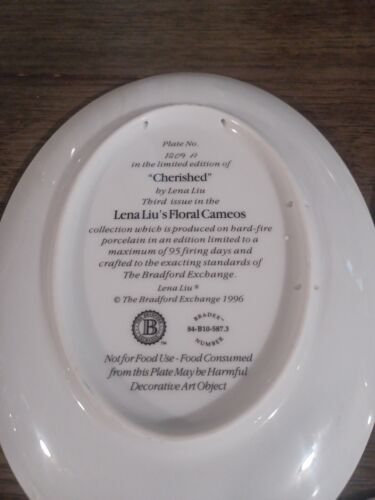 Plate No.
in the limited edition of
"Cherished"
by Lena Liu
Third issue in the
Lena Liu's Floral Cameos
collection which is produced on hard-fire
porcelain in an edition limited to a
maximum of 95 firing days and
crafted to the exacting standards of
The Bradford Exchange.
Lena Liu ®
© The Bradford Exchange 1996
B
™
BRADEX™
84-B10-587.3
NUMBER
Not for Food Use - Food Consumed
from this Plate May be Harmful
Decorative Art Object